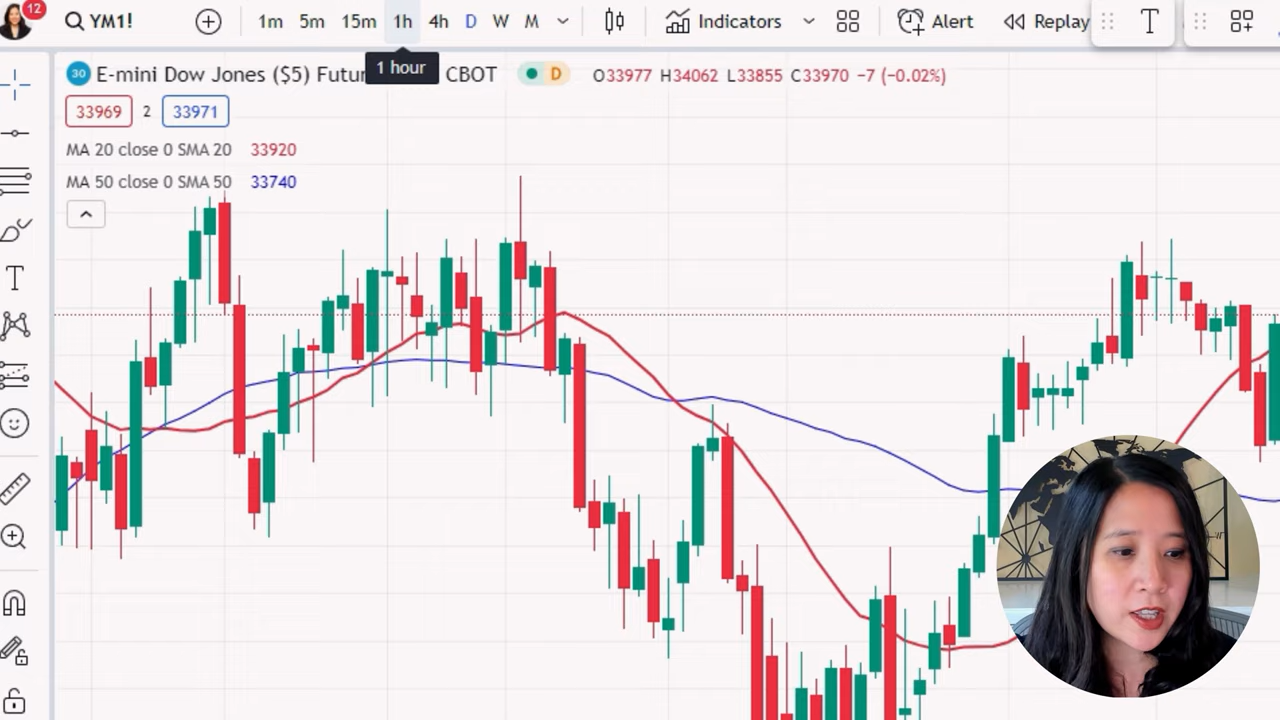 12
YM1!
1m 5m 15m 1h 4h D W M
Indicators
Alert
Replay
T
30 E-mini Dow Jones ($5) Futur
1 hour
CBOT
D
O33977 H34062 L33855 C33970 −7 (−0.02%)
33969 2 33971
MA 20 close 0 SMA 20 33920
MA 50 close 0 SMA 50 33740
T